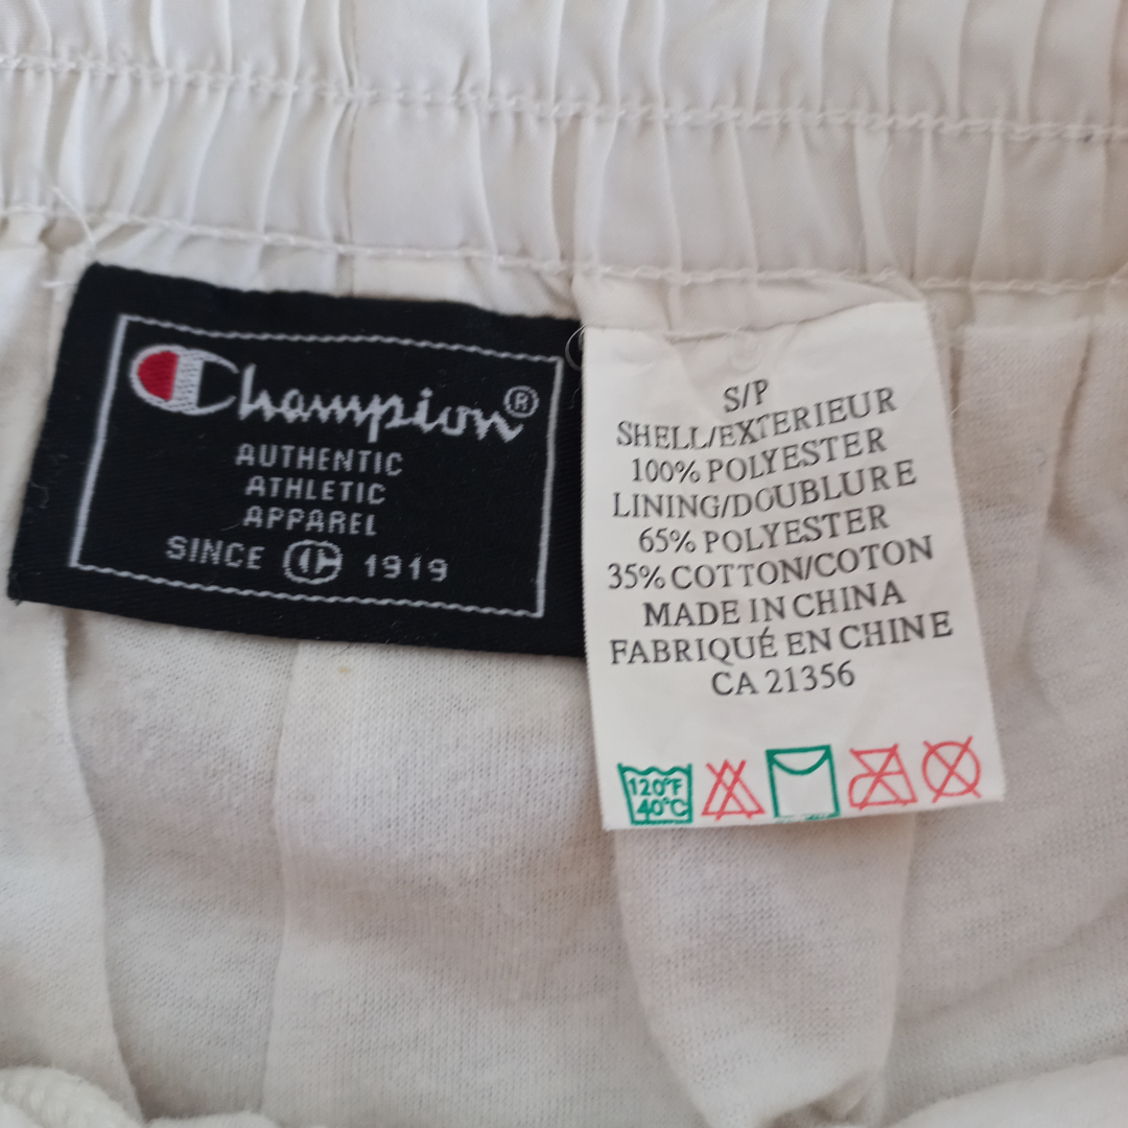 Champion®
AUTHENTIC
ATHLETIC
APPAREL
SINCE C 1919
S/P
SHELL/EXTERIEUR
100% POLYESTER
LINING/DOUBLURE
65% POLYESTER
35% COTTON/COTON
MADE IN CHINA
FABRIQUÉ EN CHINE
CA 21356
120°F
40°C